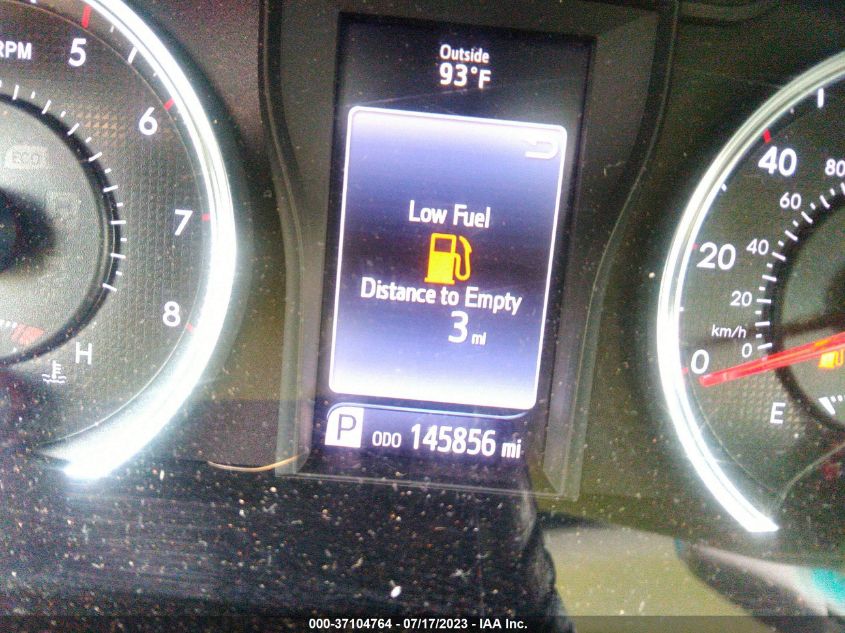 Outside
93°F
Low Fuel
Distance to Empty
3 mi
P ODO 145856 mi
RPM
5
6
7
8
ECO
H
40
20
0
80
60
40
20
km/h
0
E
000-37104764 / 07/17/2023 - IAA Inc.